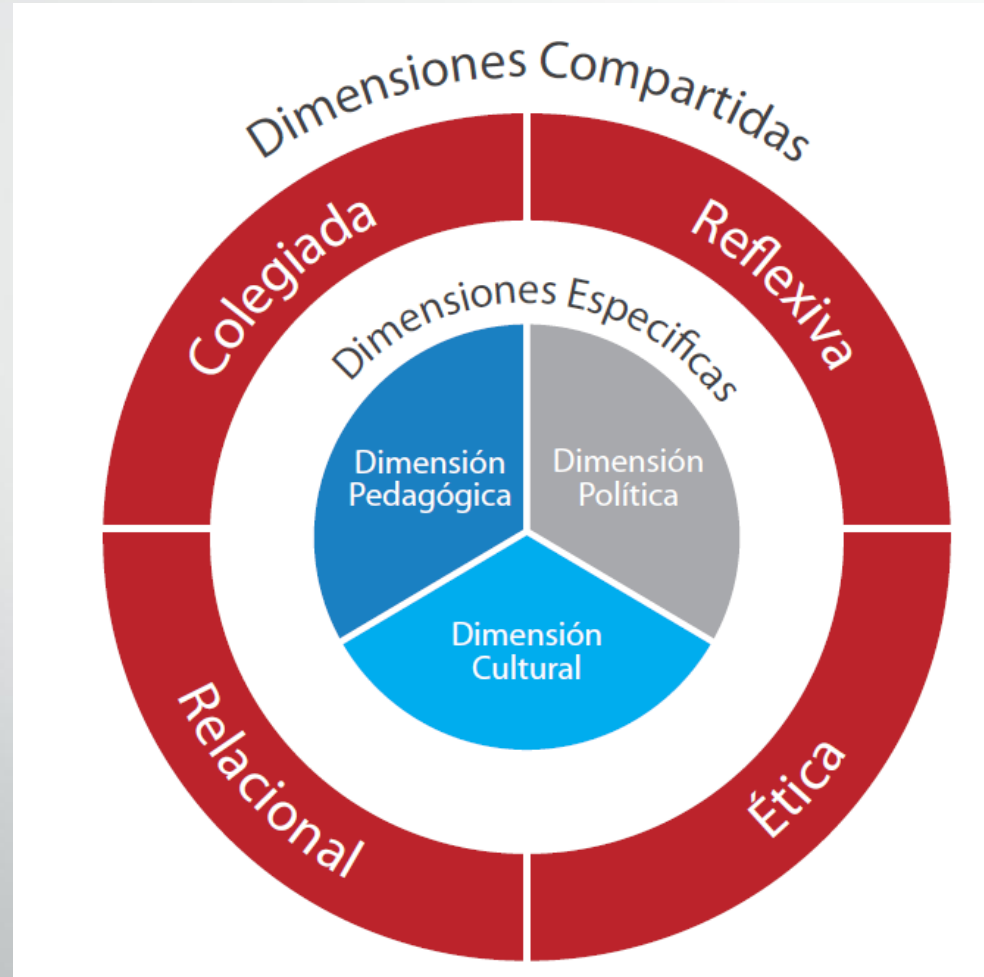 Dimensiones Compartidas
Colegiada
Reflexiva
Dimensiones Específicas
Dimensión
Pedagógica
Dimensión
Política
Dimensión
Cultural
Relacional
Ética